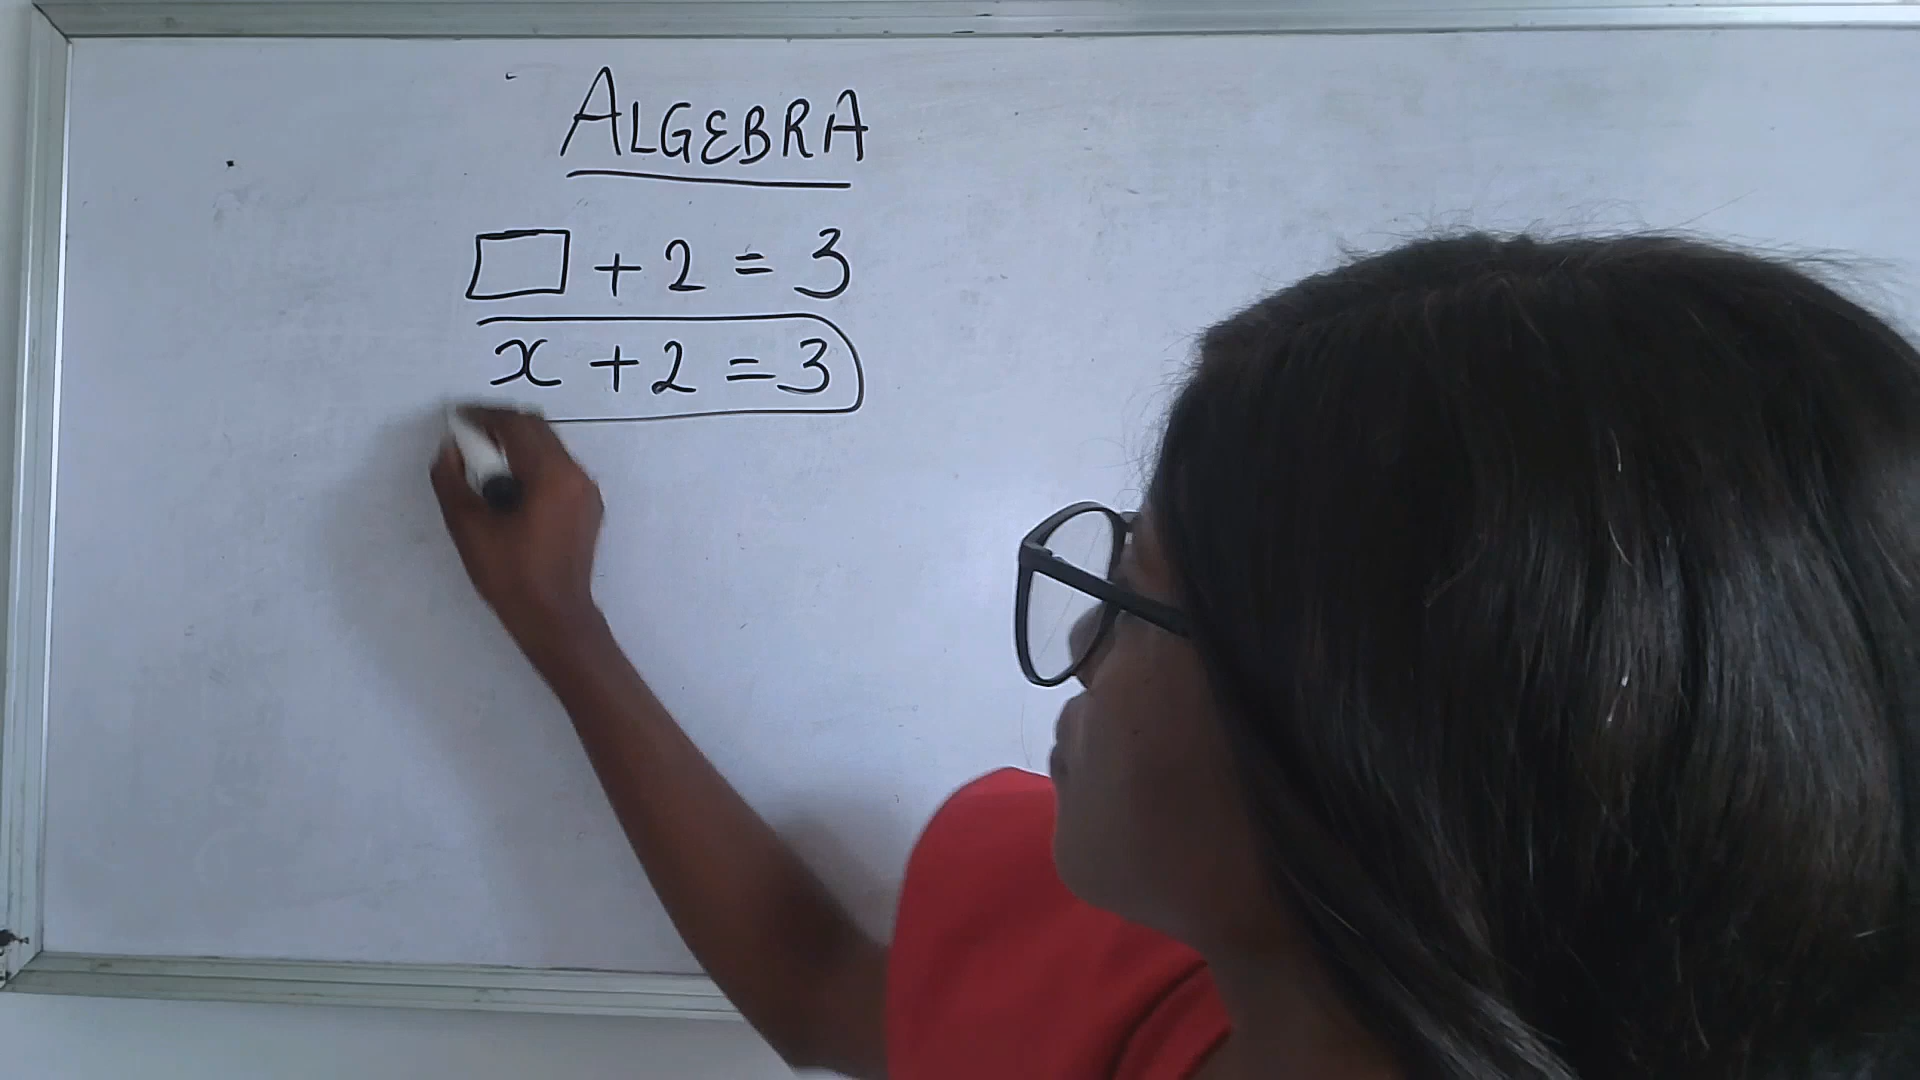 ALGEBRA
□ + 2 = 3
x + 2 = 3